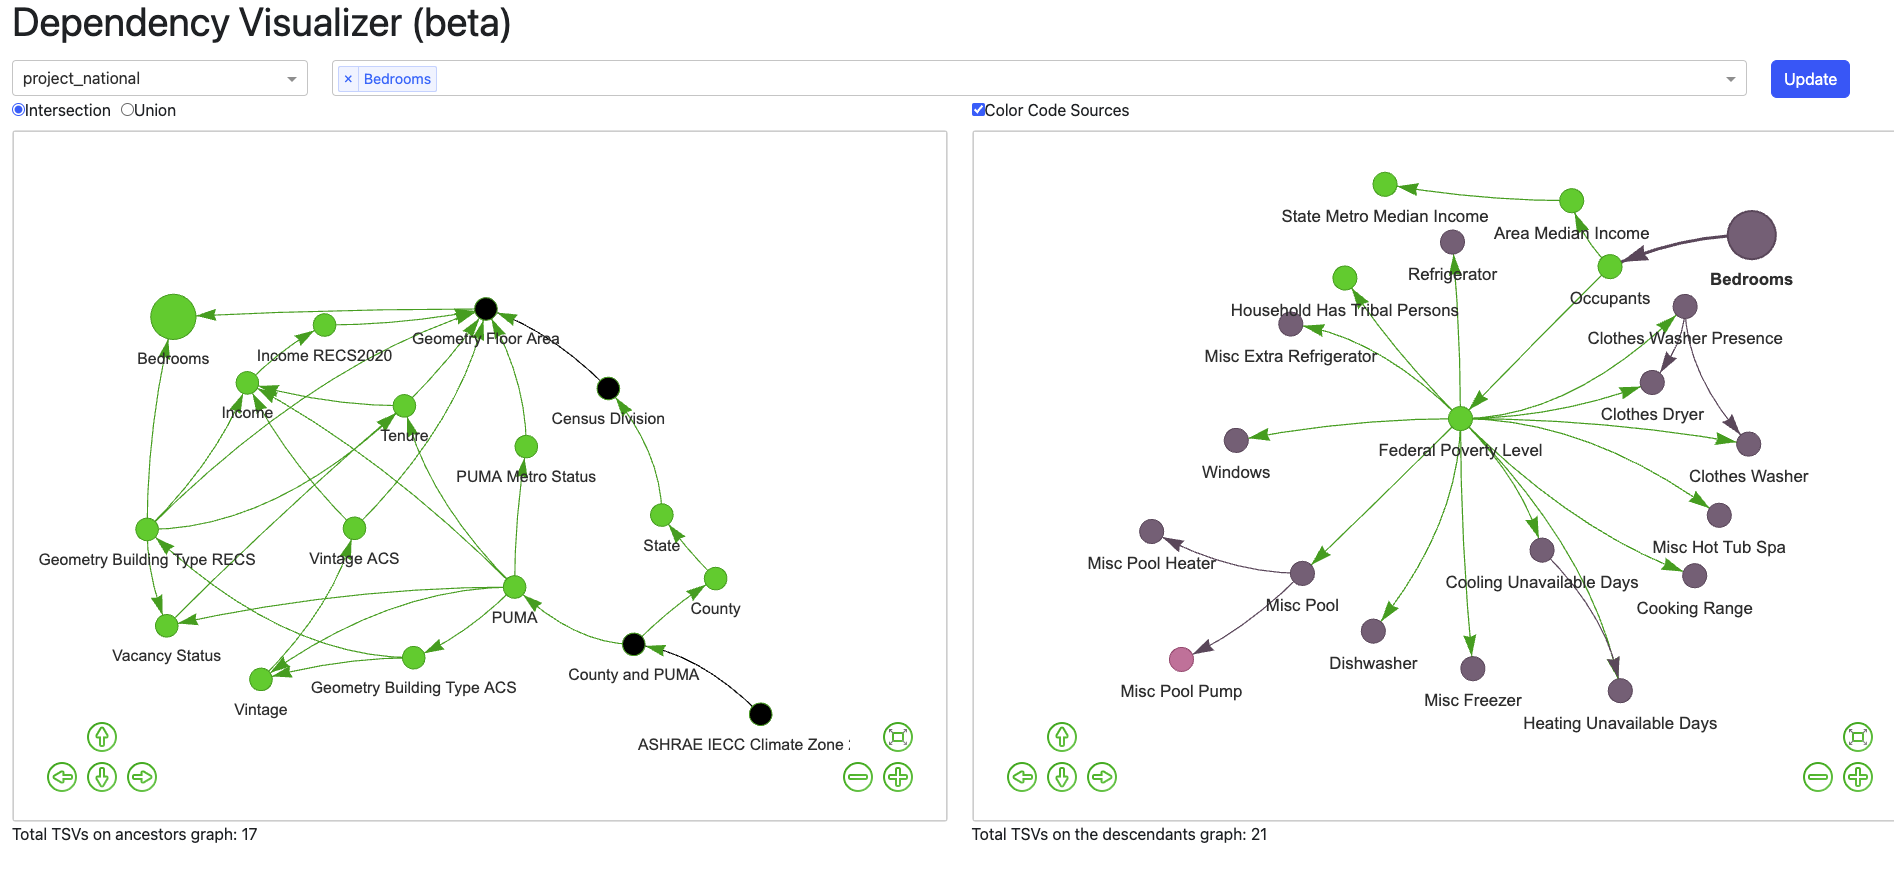 Dependency Visualizer (beta)
project_national
× Bedrooms
Update
Intersection Union
Color Code Sources
Bedrooms
Income RECS2020
Geometry Floor Area
Income
Tenure
Census Division
PUMA Metro Status
Geometry Building Type RECS
Vintage ACS
State
PUMA
County
Vacancy Status
Geometry Building Type ACS
County and PUMA
Vintage
ASHRAE IECC Climate Zone
Total TSVs on ancestors graph: 17
State Metro Median Income
Area Median Income
Refrigerator
Bedrooms
Occupants
Household Has Tribal Persons
Clothes Washer Presence
Misc Extra Refrigerator
Clothes Dryer
Federal Poverty Level
Windows
Clothes Washer
Misc Hot Tub Spa
Misc Pool Heater
Cooling Unavailable Days
Misc Pool
Cooking Range
Dishwasher
Misc Pool Pump
Misc Freezer
Heating Unavailable Days
Total TSVs on the descendants graph: 21